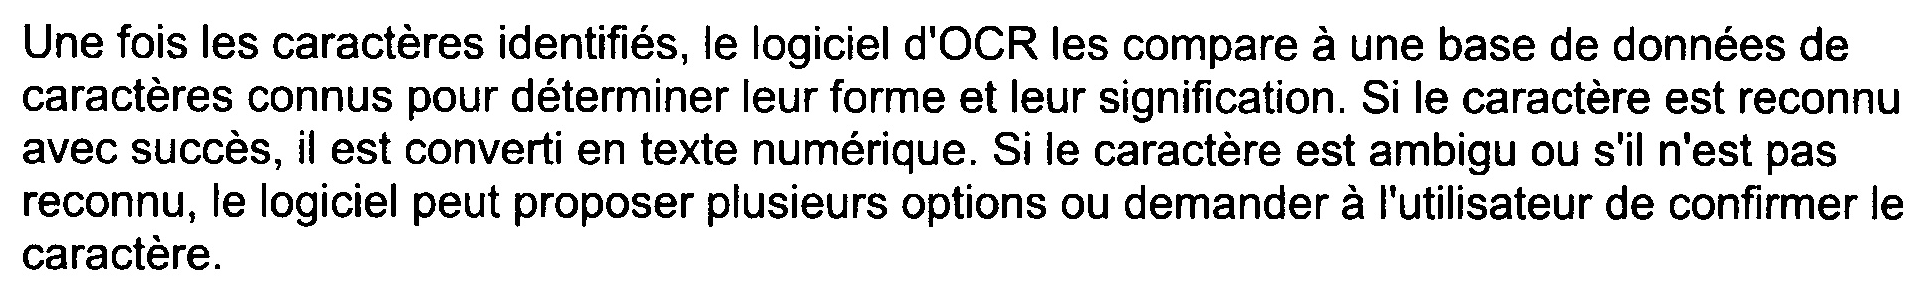 Une fois les caractères identifiés, le logiciel d'OCR les compare à une base de données de
caractères connus pour déterminer leur forme et leur signification. Si le caractère est reconnu
avec succès, il est converti en texte numérique. Si le caractère est ambigu ou s'il n'est pas
reconnu, le logiciel peut proposer plusieurs options ou demander à l'utilisateur de confirmer le
caractère.